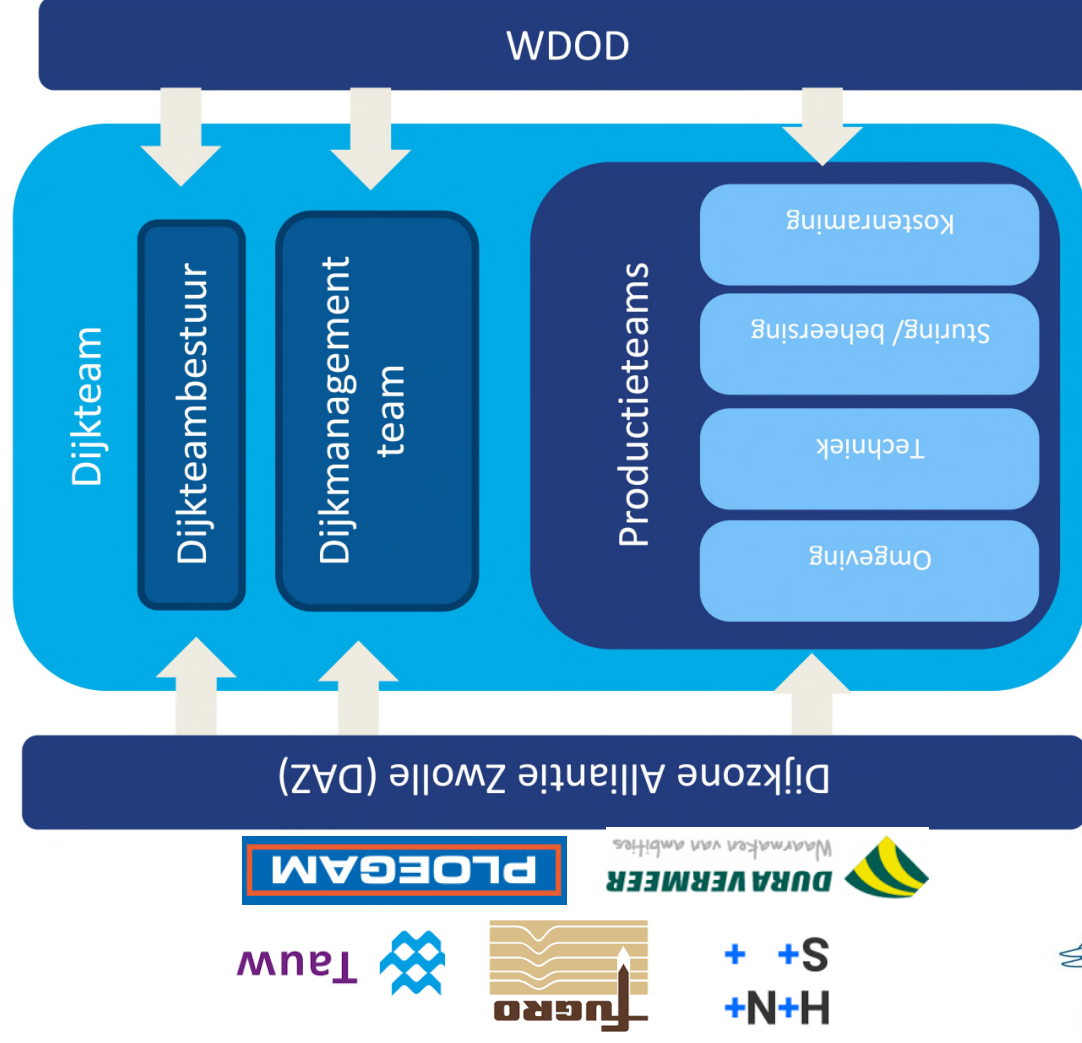 WDOD
Dijkteam
Dijkteambestuur
Dijkmanagement
team
Productieteams
Kostenraming
Sturing/ beheersing
Techniek
Omgeving
Dijkzone Alliantie Zwolle (DAZ)
PLOEGAM
DURA VERMEER
Waarmaken van ambities
Tauw
FUGRO
H+N+
S+ +